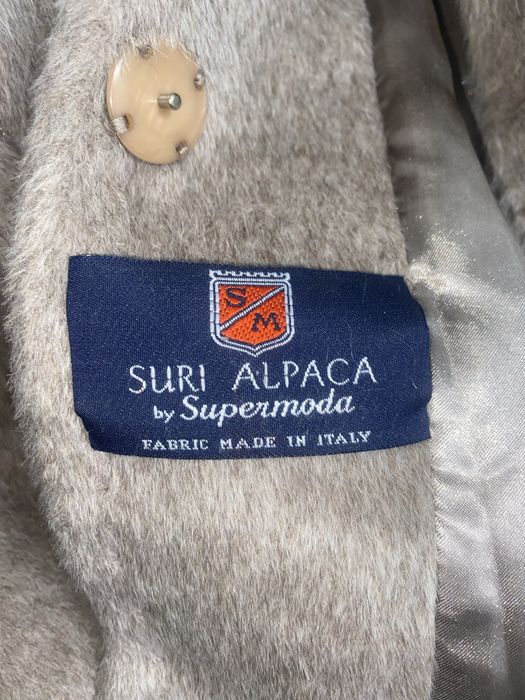 S
M
SURI ALPACA
by Supermoda
FABRIC MADE IN ITALY